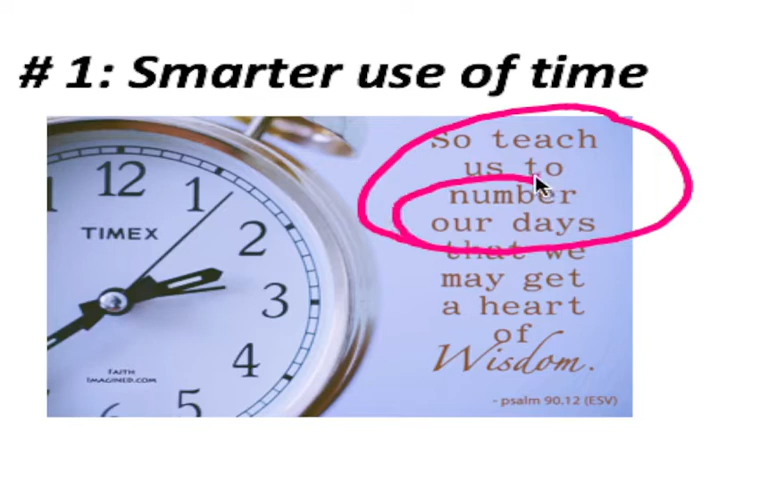 # 1: Smarter use of time
12
1
TIMEX
2
3
4
5
6
FAITH
IMAGINED.COM
So teach
us to
number
our days
that we
may get
a heart
of
Wisdom.
- psalm 90.12 (ESV)